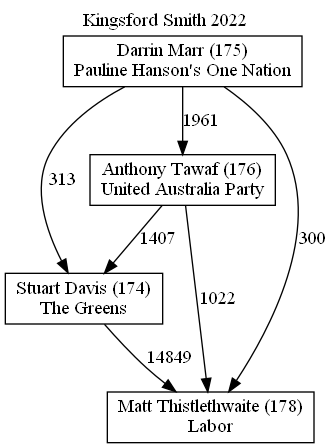 Kingsford Smith 2022
Darrin Marr (175)
Pauline Hanson's One Nation
1961
Anthony Tawaf (176)
United Australia Party
313
1407
300
Stuart Davis (174)
The Greens
1022
14849
Matt Thistlethwaite (178)
Labor